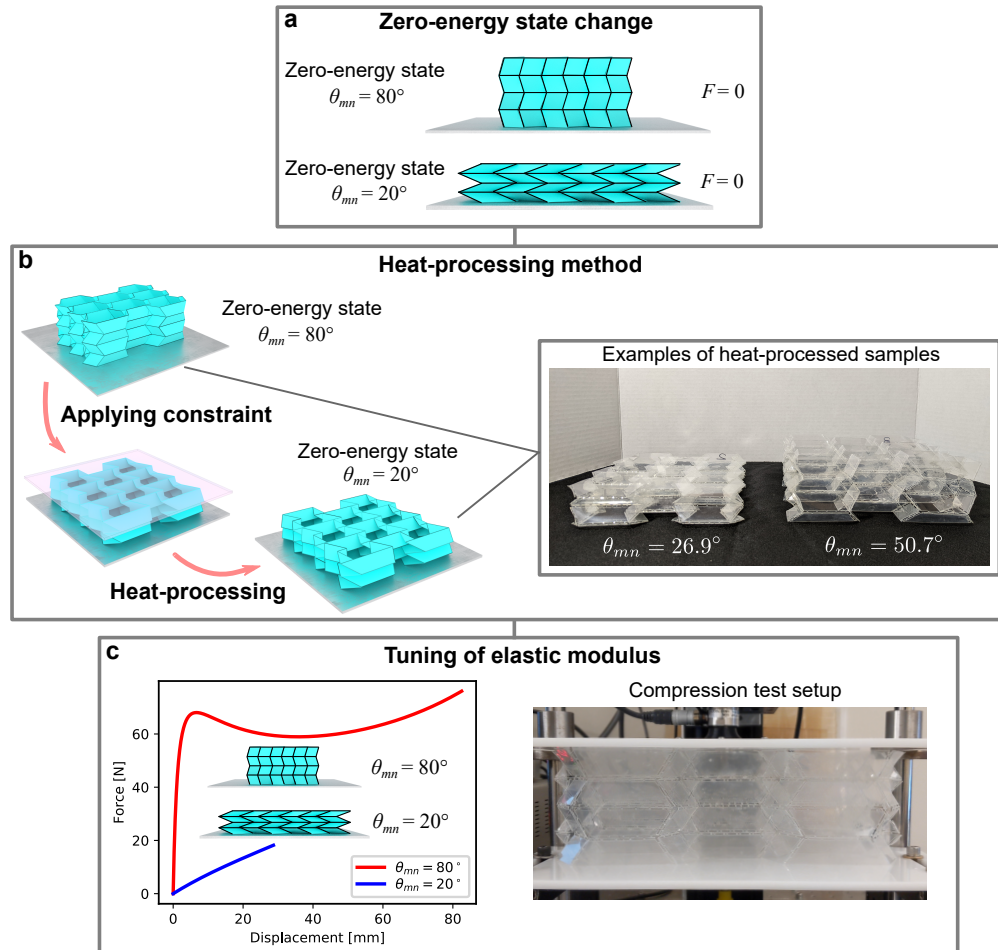 a
Zero-energy state change
Zero-energy state
θmn = 80°
F = 0
Zero-energy state
θmn = 20°
F = 0
b
Heat-processing method
Zero-energy state
θmn = 80°
Applying constraint
Zero-energy state
θmn = 20°
Heat-processing
Examples of heat-processed samples
θmn = 26.9°
θmn = 50.7°
c
Tuning of elastic modulus
Force [N]
60
40
20
0
0
20
40
60
80
Displacement [mm]
θmn = 80°
θmn = 20°
θmn = 80°
θmn = 20°
Compression test setup